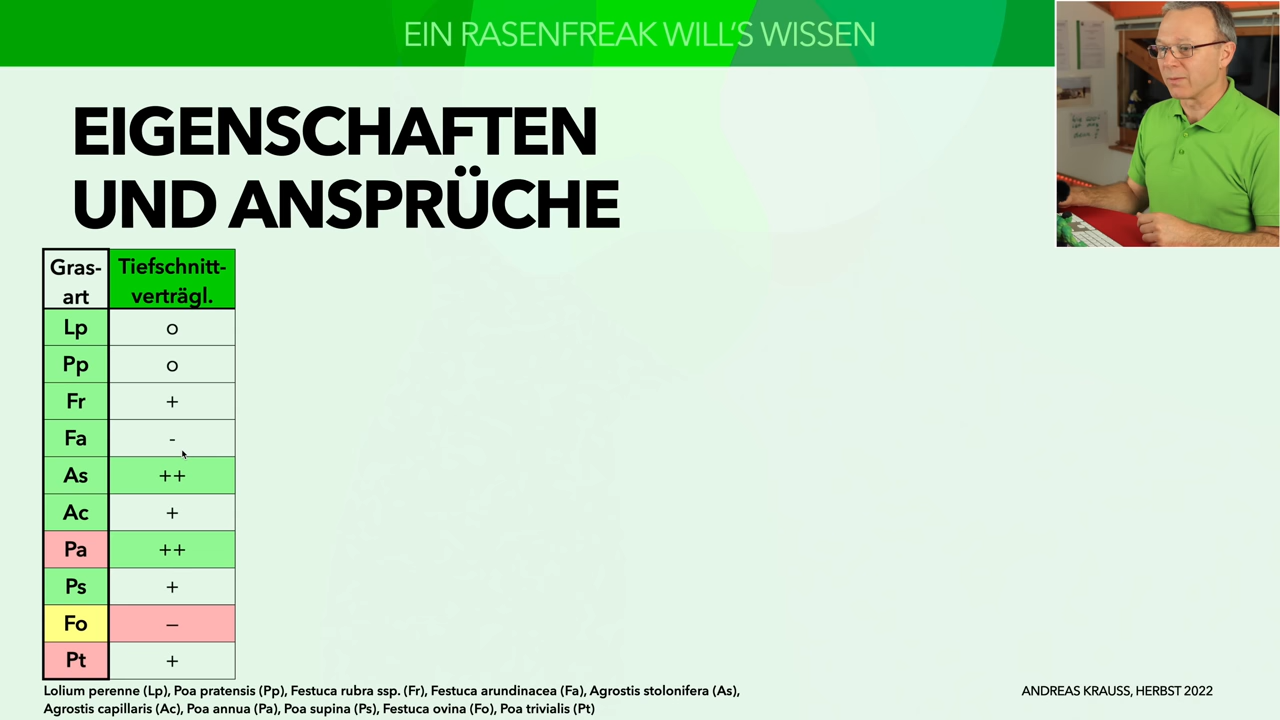 EIN RASENFREAK WILL'S WISSEN
EIGENSCHAFTEN
UND ANSPRÜCHE
Gras-
art
Tiefschnitt-
verträgl.
Lp o
Pp o
Fr +
Fa -
As ++
Ac +
Pa ++
Ps +
Fo –
Pt +
Lolium perenne (Lp), Poa pratensis (Pp), Festuca rubra ssp. (Fr), Festuca arundinacea (Fa), Agrostis stolonifera (As),
Agrostis capillaris (Ac), Poa annua (Pa), Poa supina (Ps), Festuca ovina (Fo), Poa trivialis (Pt)
ANDREAS KRAUSS, HERBST 2022